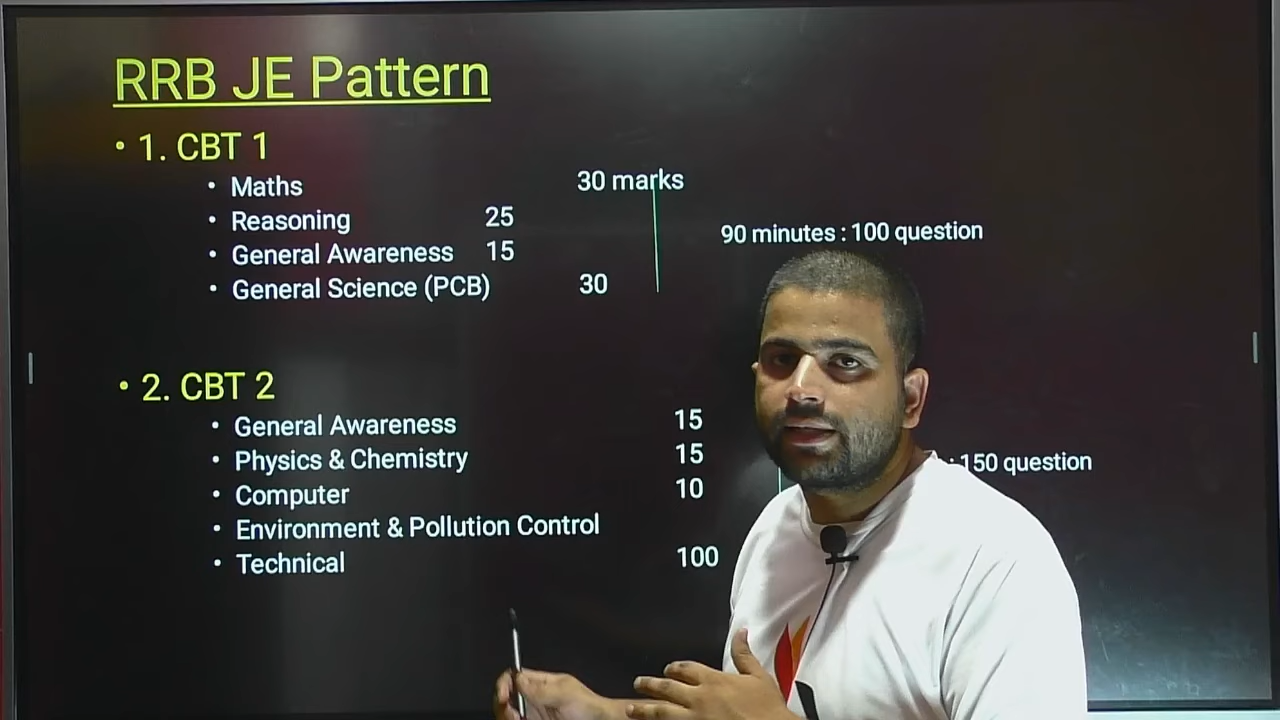 RRB JE Pattern
• 1. CBT 1
• Maths 30 marks
• Reasoning 25
• General Awareness 15
90 minutes : 100 question
• General Science (PCB) 30
• 2. CBT 2
• General Awareness 15
• Physics & Chemistry 15
: 150 question
• Computer 10
• Environment & Pollution Control
• Technical 100